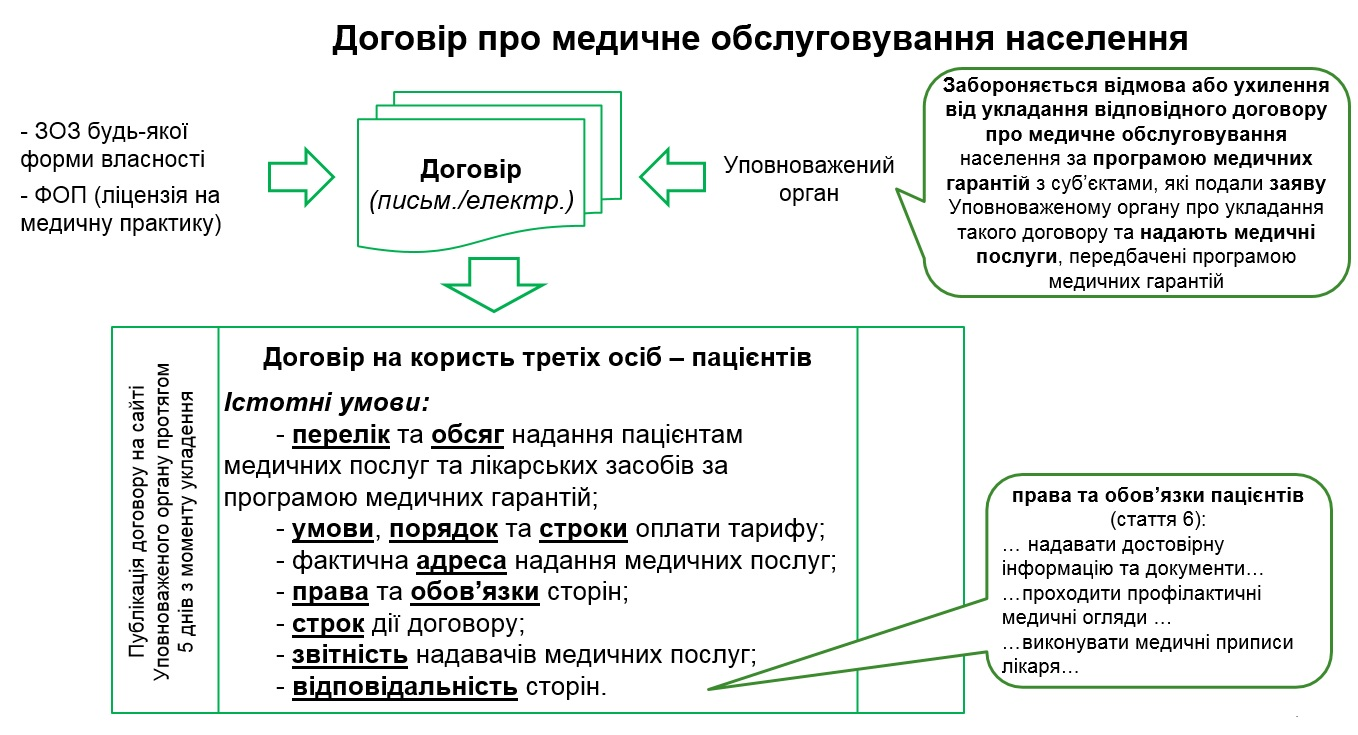 Договір про медичне обслуговування населення
- ЗОЗ будь-якої
форми власності
- ФОП (ліцензія на
медичну практику)
Договір
(письм./електр.)
Уповноважений
орган
Забороняється відмова або ухилення
від укладання відповідного договору
про медичне обслуговування
населення за програмою медичних
гарантій з суб’єктами, які подали заяву
Уповноваженому органу про укладання
такого договору та надають медичні
послуги, передбачені програмою
медичних гарантій
Публікація договору на сайті
Уповноваженого органу протягом
5 днів з моменту укладення
Договір на користь третіх осіб – пацієнтів
Істотні умови:
- перелік та обсяг надання пацієнтам
медичних послуг та лікарських засобів за
програмою медичних гарантій;
- умови, порядок та строки оплати тарифу;
- фактична адреса надання медичних послуг;
- права та обов’язки сторін;
- строк дії договору;
- звітність надавачів медичних послуг;
- відповідальність сторін.
права та обов’язки пацієнтів
(стаття 6):
… надавати достовірну
інформацію та документи…
…проходити профілактичні
медичні огляди …
…виконувати медичні приписи
лікаря…